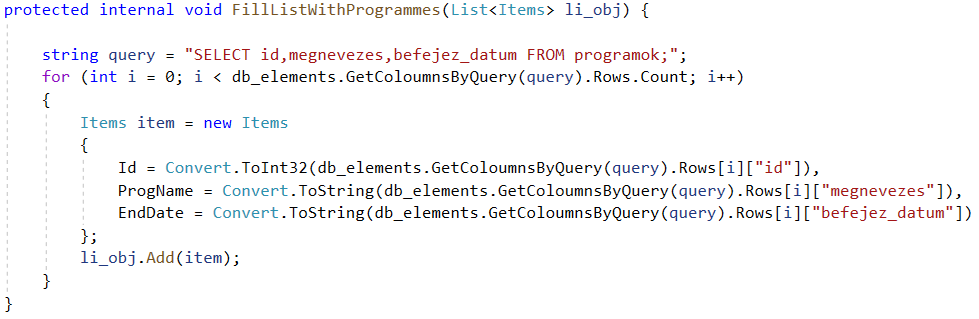 protected internal void FillListWithProgrammes(List<Items> li_obj) {
string query = "SELECT id,megnevezes,befejez_datum FROM programok;";
for (int i = 0; i < db_elements.GetColoumnsByQuery(query).Rows.Count; i++)
{
Items item = new Items
{
Id = Convert.ToInt32(db_elements.GetColoumnsByQuery(query).Rows[i]["id"]),
ProgName = Convert.ToString(db_elements.GetColoumnsByQuery(query).Rows[i]["megnevezes"]),
EndDate = Convert.ToString(db_elements.GetColoumnsByQuery(query).Rows[i]["befejez_datum"])
};
li_obj.Add(item);
}
}